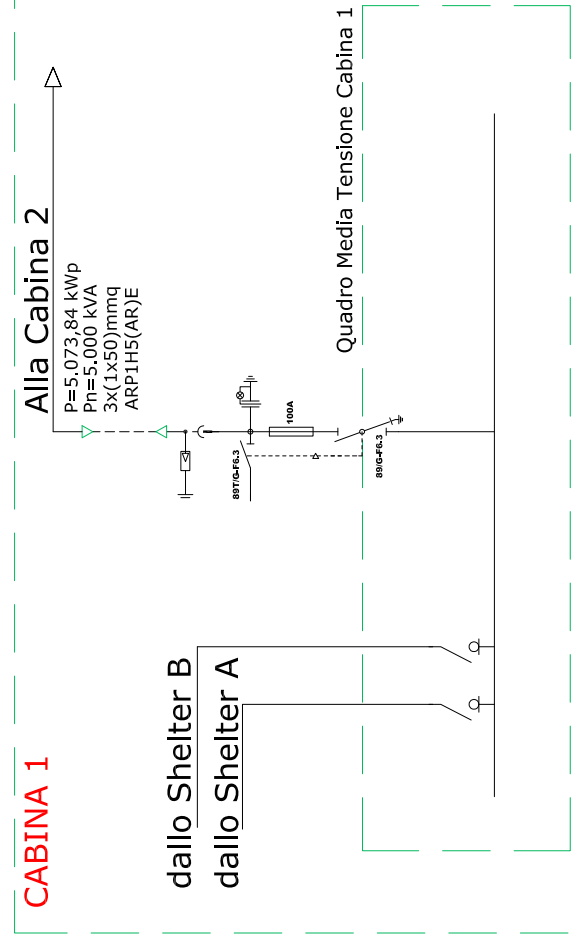 CABINA 1
Alla Cabina 2
P=5.073,84 kWp
Pn=5.000 kVA
3x(1x50)mmq
ARP1H5(AR)E
dallo Shelter B
dallo Shelter A
89T/G-F6.3
100A
Quadro Media Tensione Cabina 1
89/G-F6.3